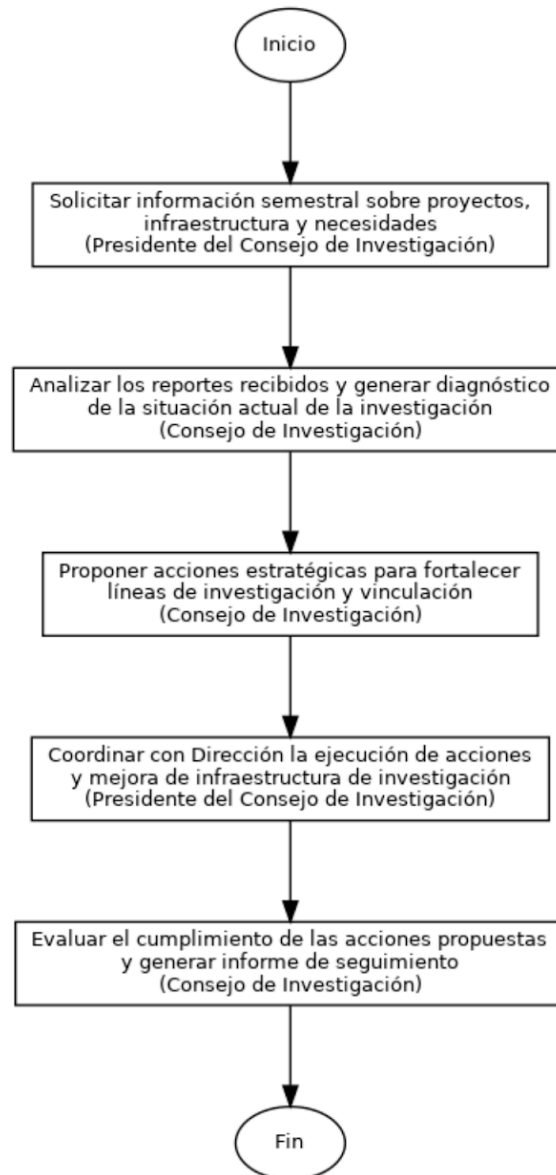 Inicio
Solicitar información semestral sobre proyectos,
infraestructura y necesidades
(Presidente del Consejo de Investigación)
Analizar los reportes recibidos y generar diagnóstico
de la situación actual de la investigación
(Consejo de Investigación)
Proponer acciones estratégicas para fortalecer
líneas de investigación y vinculación
(Consejo de Investigación)
Coordinar con Dirección la ejecución de acciones
y mejora de infraestructura de investigación
(Presidente del Consejo de Investigación)
Evaluar el cumplimiento de las acciones propuestas
y generar informe de seguimiento
(Consejo de Investigación)
Fin